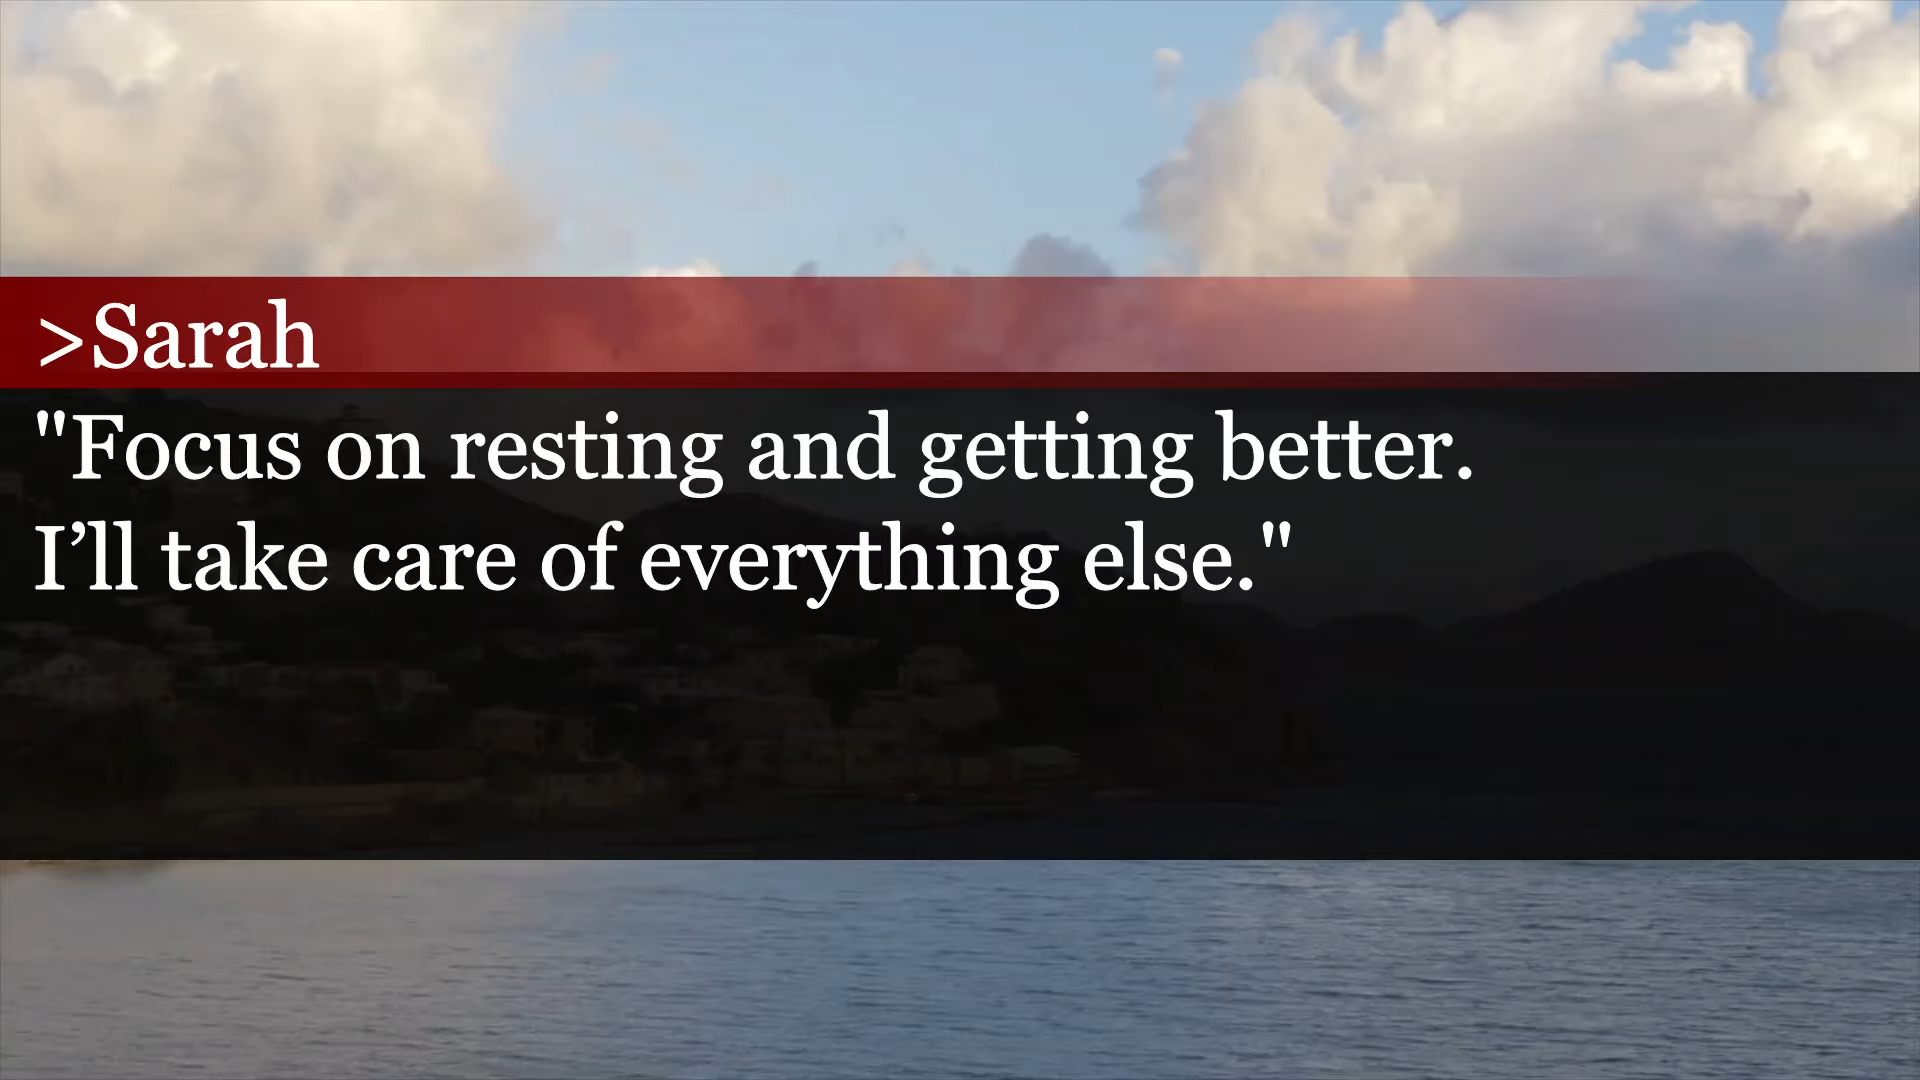 >Sarah
"Focus on resting and getting better.
I’ll take care of everything else."